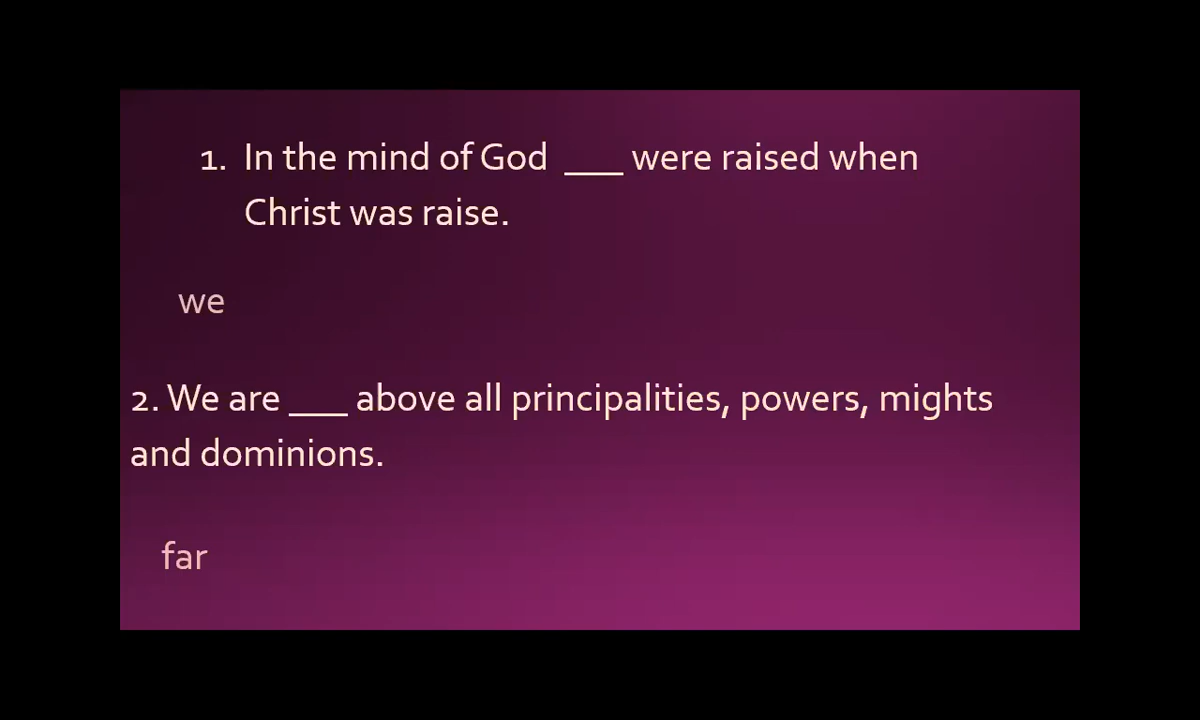 1. In the mind of God ___ were raised when
Christ was raise.
we
2. We are ___ above all principalities, powers, mights
and dominions.
far